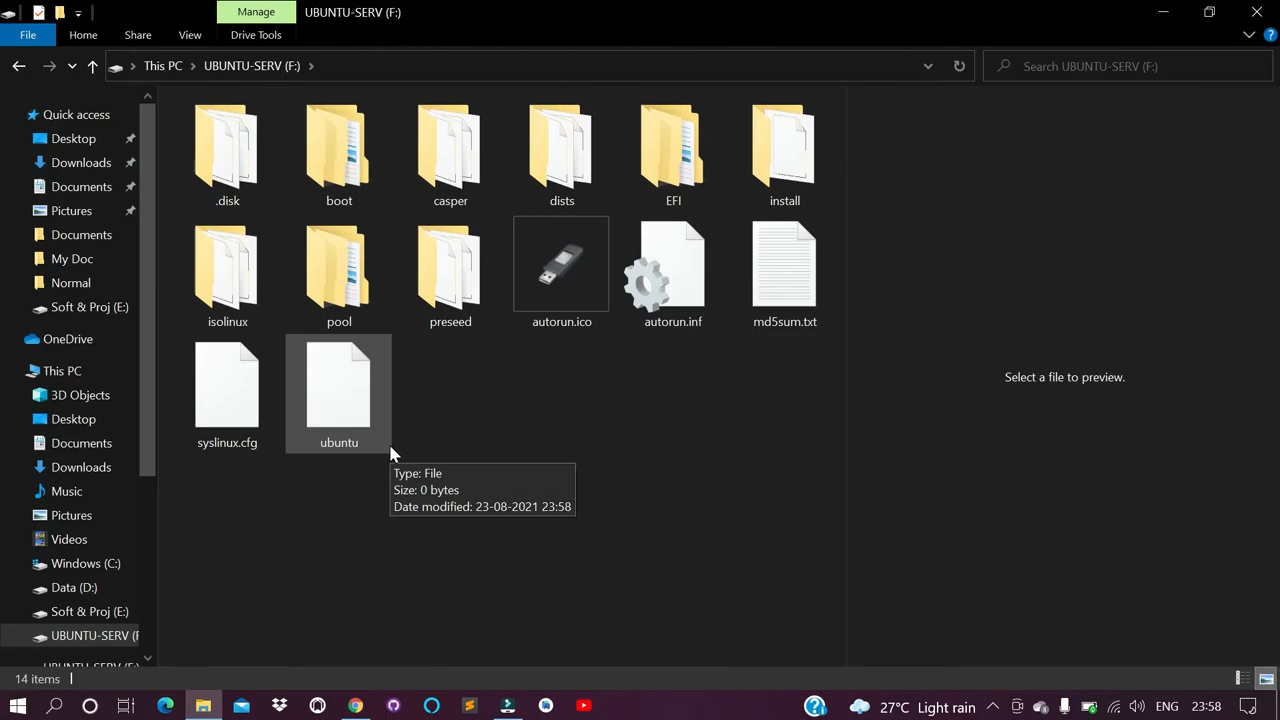 Manage
UBUNTU-SERV (F:)
File
Home
Share
View
Drive Tools
This PC
UBUNTU-SERV (F:)
Search UBUNTU-SERV (F:)
Quick access
Desktop
Downloads
Documents
Pictures
Documents
My Doc
Normal
Soft & Proj (E:)
OneDrive
This PC
3D Objects
Desktop
Documents
Downloads
Music
Pictures
Videos
Windows (C:)
Data (D:)
Soft & Proj (E:)
UBUNTU-SERV (F
UBUNTU-SERV (F:)
.disk
boot
casper
dists
EFI
install
isolinux
pool
preseed
autorun.ico
autorun.inf
md5sum.txt
syslinux.cfg
ubuntu
Type: File
Size: 0 bytes
Date modified: 23-08-2021 23:58
Select a file to preview.
14 items
27°C Light rain
ENG
23:58